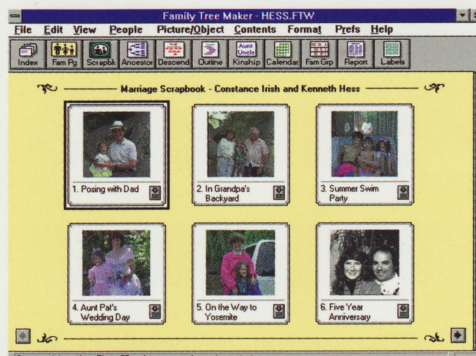 Family Tree Maker - HESS.FTW
File Edit View People Picture/Object Contents Format Prefs Help
Index Fam Pg Scrapbk Ancestor Descend Outline Aunt Uncle Kinship Calendar Fam Grp Report Labels
Marriage Scrapbook - Constance Irish and Kenneth Hess
1. Posing with Dad
2. In Grandpa's
Backyard
3. Summer Swim
Party
4. Aunt Pat's
Wedding Day
5. On the Way to
Yosemite
6. Five Year
Anniversary